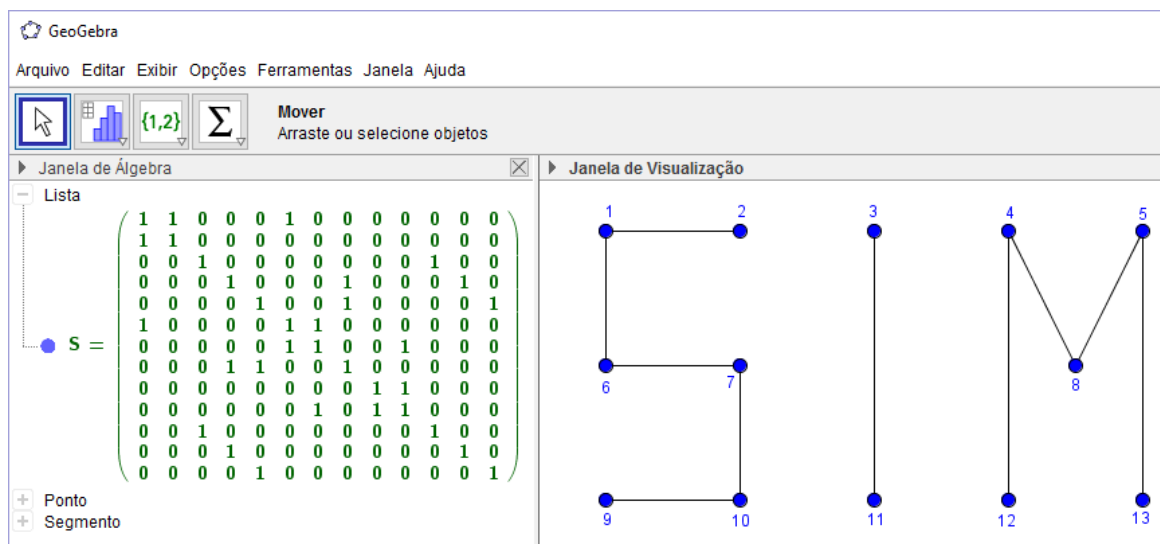 GeoGebra
Arquivo Editar Exibir Opções Ferramentas Janela Ajuda
{1,2} Σ Mover
Arraste ou selecione objetos
Janela de Álgebra
Lista
S =
1 1 0 0 0 1 0 0 0 0 0 0 0
1 1 0 0 0 0 0 0 0 0 0 0 0
0 0 1 0 0 0 0 0 0 0 1 0 0
0 0 0 1 0 0 0 1 0 0 0 1 0
0 0 0 0 1 0 0 1 0 0 0 0 1
1 0 0 0 0 1 1 0 0 0 0 0 0
0 0 0 0 0 1 1 0 0 1 0 0 0
0 0 0 1 1 0 0 1 0 0 0 0 0
0 0 0 0 0 0 0 0 1 1 0 0 0
0 0 0 0 0 0 1 0 1 1 0 0 0
0 0 1 0 0 0 0 0 0 0 1 0 0
0 0 0 1 0 0 0 0 0 0 0 1 0
0 0 0 0 1 0 0 0 0 0 0 0 1
Ponto
Segmento
Janela de Visualização
1 2 3 4 5
6 7 8
9 10 11 12 13